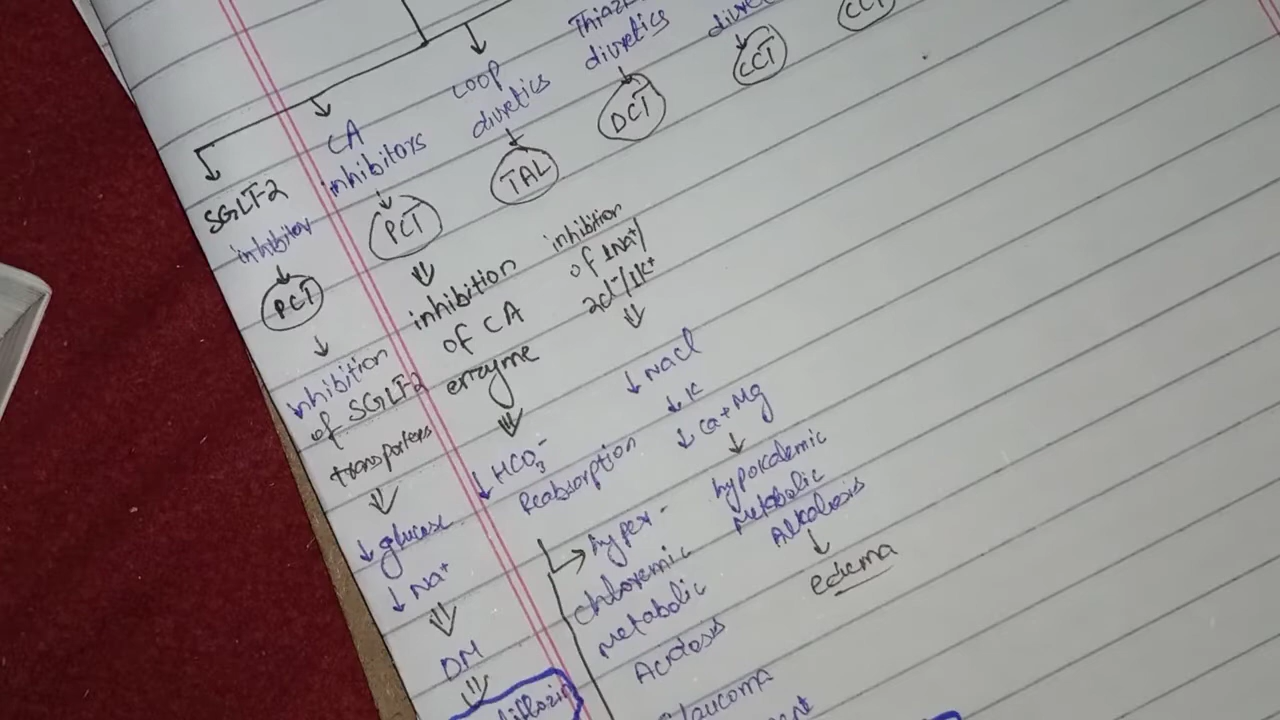 diuretics
CCT
CCT
DCT
Loop
diuretics
TAL
inhibition
of 1Na⁺/
2Cl⁻/1K⁺
↓ NaCl
↓ K
↓ Ca + Mg
hypokalemic
Metabolic
Alkalosis
edema
CA
inhibitors
PCT
inhibition
of CA
enzyme
↓ HCO₃⁻
Reabsorption
hyper-
chloremic
metabolic
Acidosis
SGLT-2
inhibitor
PCT
inhibition
of SGLT-2
transporters
↓ glucose
↓ Na⁺
DM